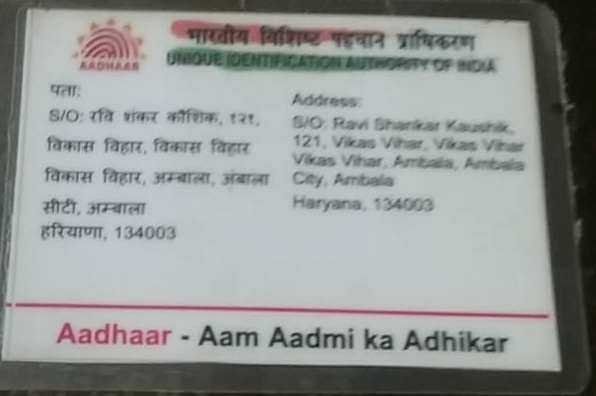 भारतीय विशिष्ट पहचान प्राधिकरण
UNIQUE IDENTIFICATION AUTHORITY OF INDIA
AADHAAR
पता:
S/O: रवि शंकर कौशिक, १२१,
विकास विहार, विकास विहार
विकास विहार, अम्बाला, अंबाला
सीटी, अम्बाला
हरियाणा, 134003
Address:
S/O: Ravi Shankar Kaushik,
121, Vikas Vihar, Vikas Vihar
Vikas Vihar, Ambala, Ambala
City, Ambala
Haryana, 134003
Aadhaar - Aam Aadmi ka Adhikar